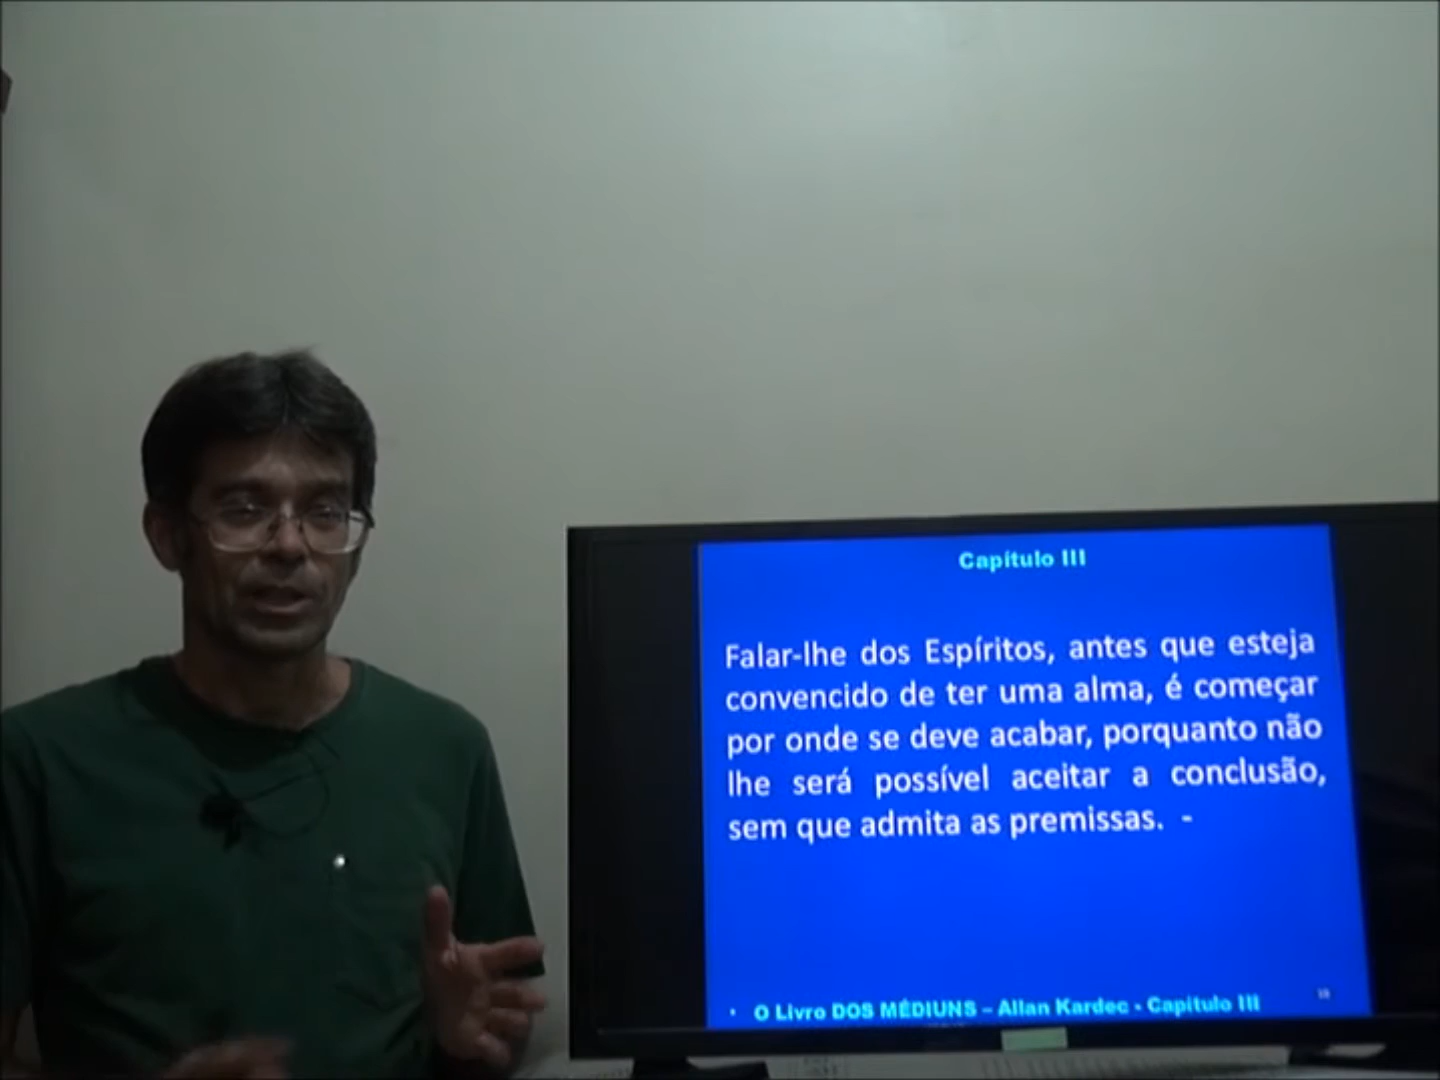 Capítulo III
Falar-lhe dos Espíritos, antes que esteja
convencido de ter uma alma, é começar
por onde se deve acabar, porquanto não
lhe será possível aceitar a conclusão,
sem que admita as premissas. -
• O Livro DOS MÉDIUNS – Allan Kardec - Capítulo III